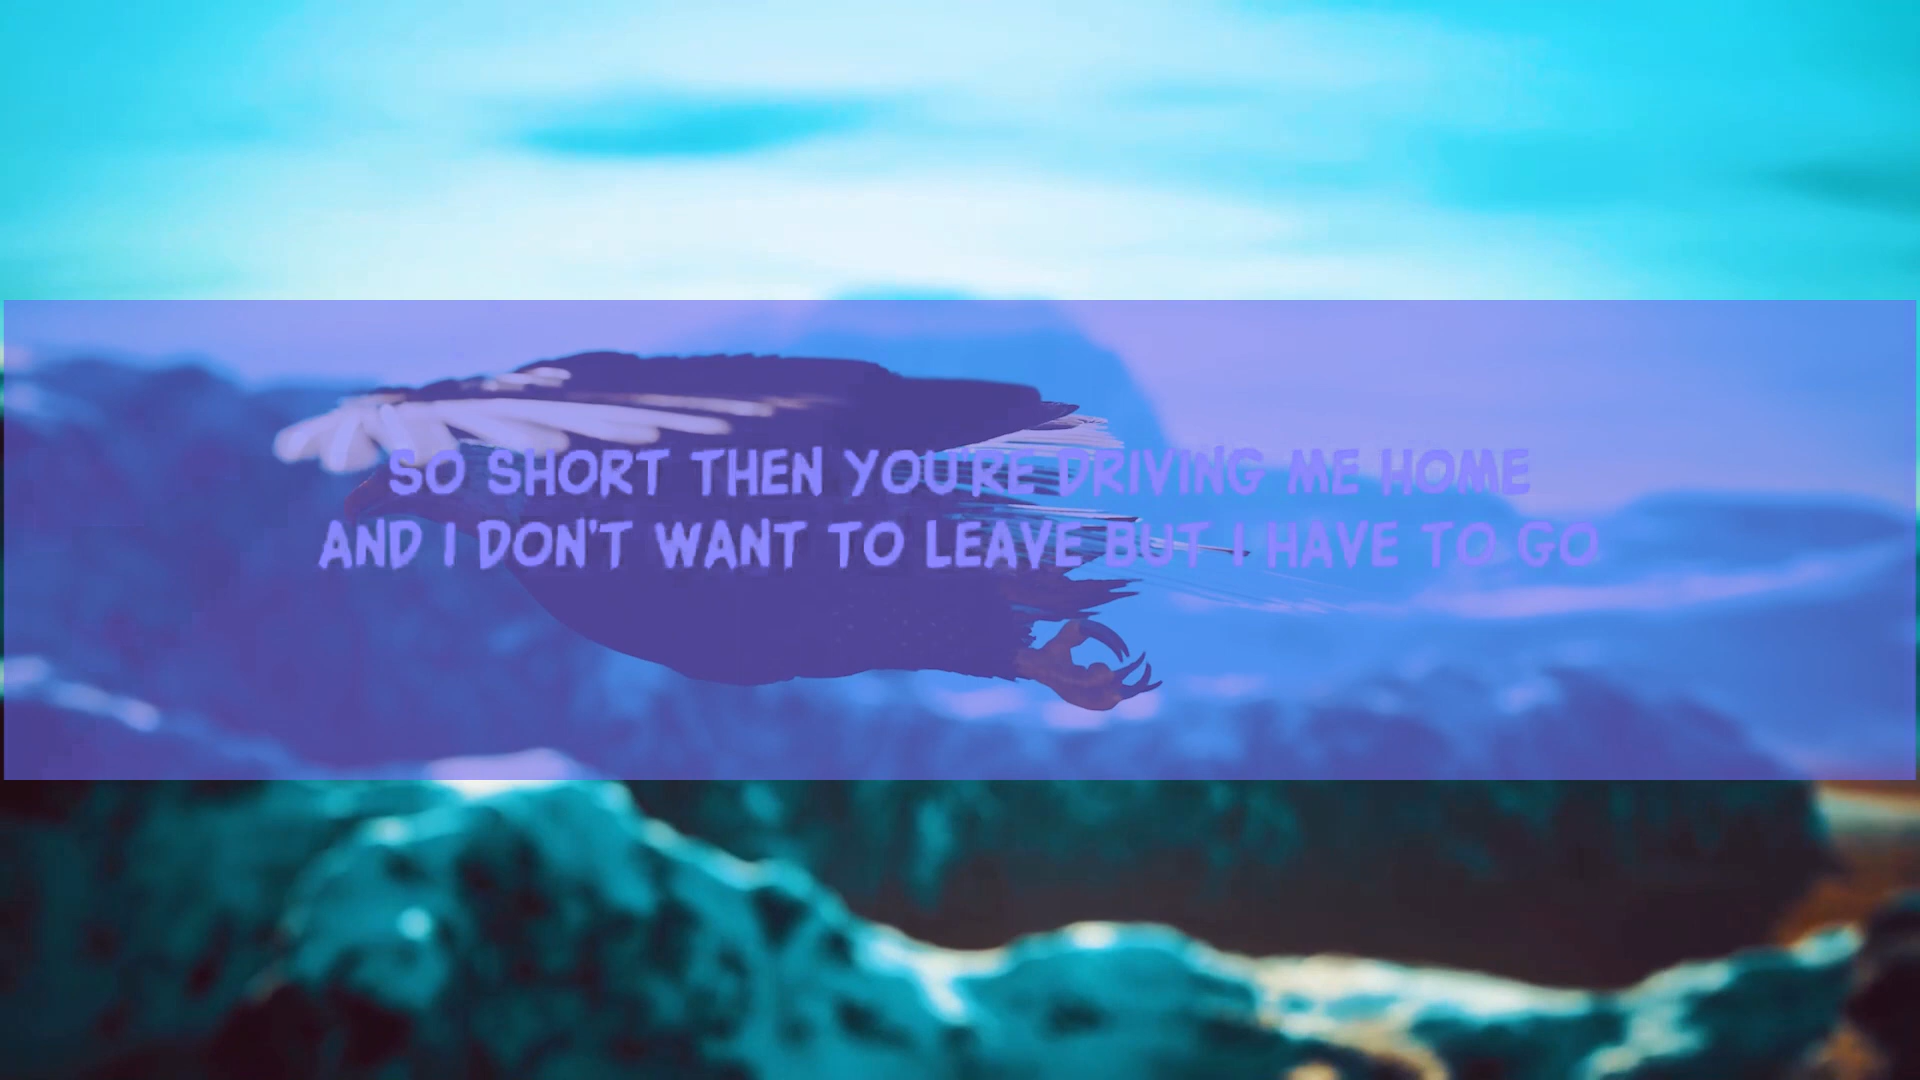 SO SHORT THEN YOU'RE DRIVING ME HOME
AND I DON'T WANT TO LEAVE BUT I HAVE TO GO